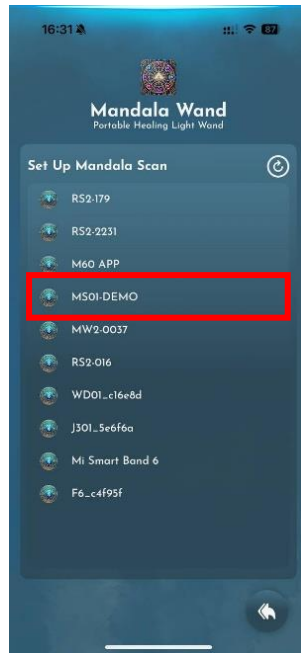 16:31
87
Mandala Wand
Portable Healing Light Wand
Set Up Mandala Scan
RS2-179
RS2-2231
M60 APP
MS01-DEMO
MW2-0037
RS2-016
WD01_c16e8d
J301_5e6f6a
Mi Smart Band 6
F6_c4f95f